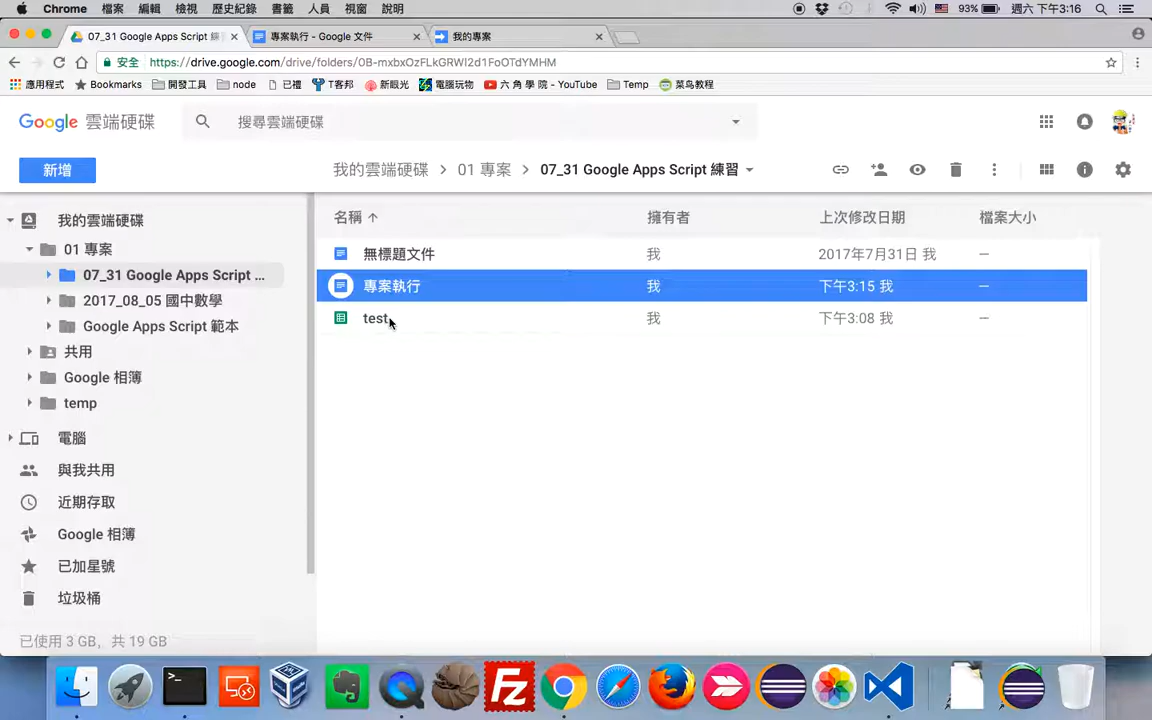 Chrome 檔案 編輯 檢視 歷史紀錄 書籤 人員 視窗 說明 93% 週六 下午3:16
07_31 Google Apps Script 練 專案執行 - Google 文件 我的專案
安全 https://drive.google.com/drive/folders/0B-mxbxOzFLkGRWl2d1FoOTdYMHM
應用程式 Bookmarks 開發工具 node 已禮 T客邦 新眼光 電腦玩物 六 角 學 院 - YouTube Temp 菜鸟教程
Google 雲端硬碟 搜尋雲端硬碟
新增 我的雲端硬碟 01 專案 07_31 Google Apps Script 練習
我的雲端硬碟 名稱 擁有者 上次修改日期 檔案大小
01 專案 無標題文件 我 2017年7月31日 我 —
07_31 Google Apps Script ... 專案執行 我 下午3:15 我 —
2017_08_05 國中數學
Google Apps Script 範本 test 我 下午3:08 我 —
共用
Google 相簿
temp
電腦
與我共用
近期存取
Google 相簿
已加星號
垃圾桶
已使用 3 GB，共 19 GB
>_ Fz